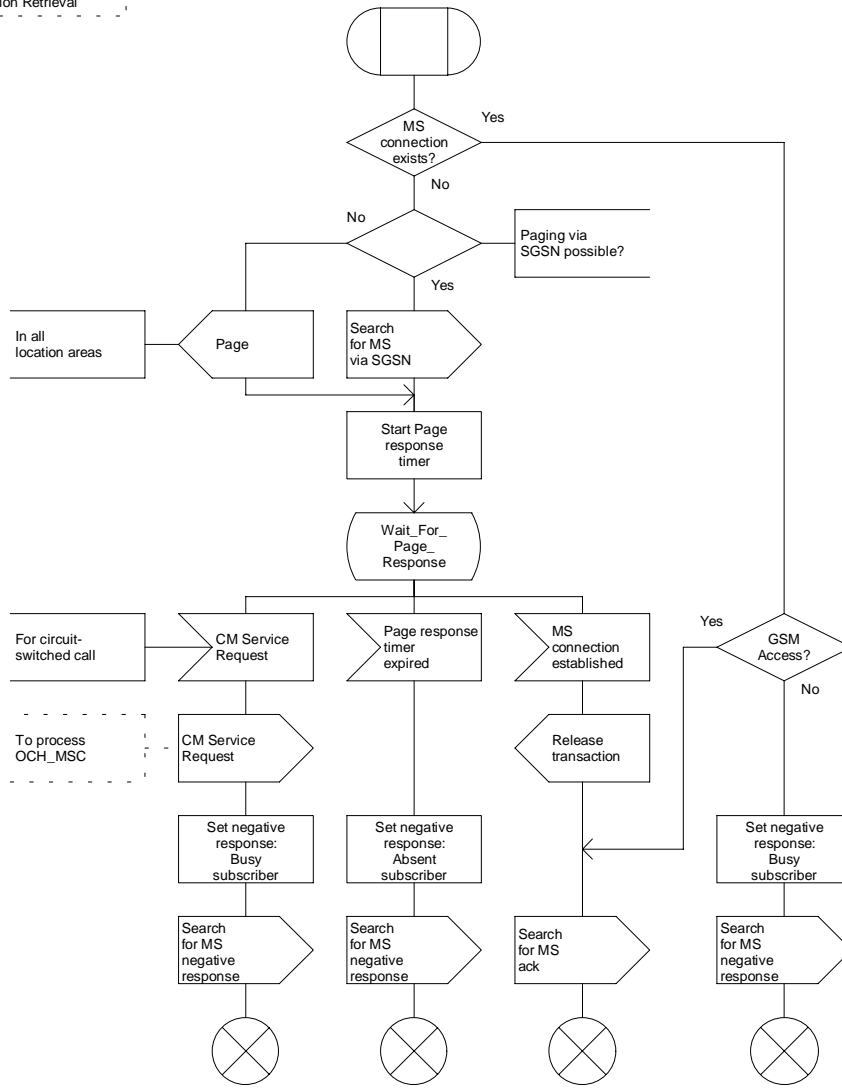 Retrieval
Yes
MS
connection
exists?
No
No
Paging via
SGSN possible?
Yes
In all
location areas
Page
Search
for MS
via SGSN
Start Page
response
timer
Wait_For_
Page_
Response
For circuit-
switched call
CM Service
Request
Page response
timer
expired
MS
connection
established
Yes
GSM
Access?
No
To process
OCH_MSC
CM Service
Request
Release
transaction
Set negative
response:
Busy
subscriber
Set negative
response:
Absent
subscriber
Set negative
response:
Busy
subscriber
Search
for MS
negative
response
Search
for MS
negative
response
Search
for MS
ack
Search
for MS
negative
response